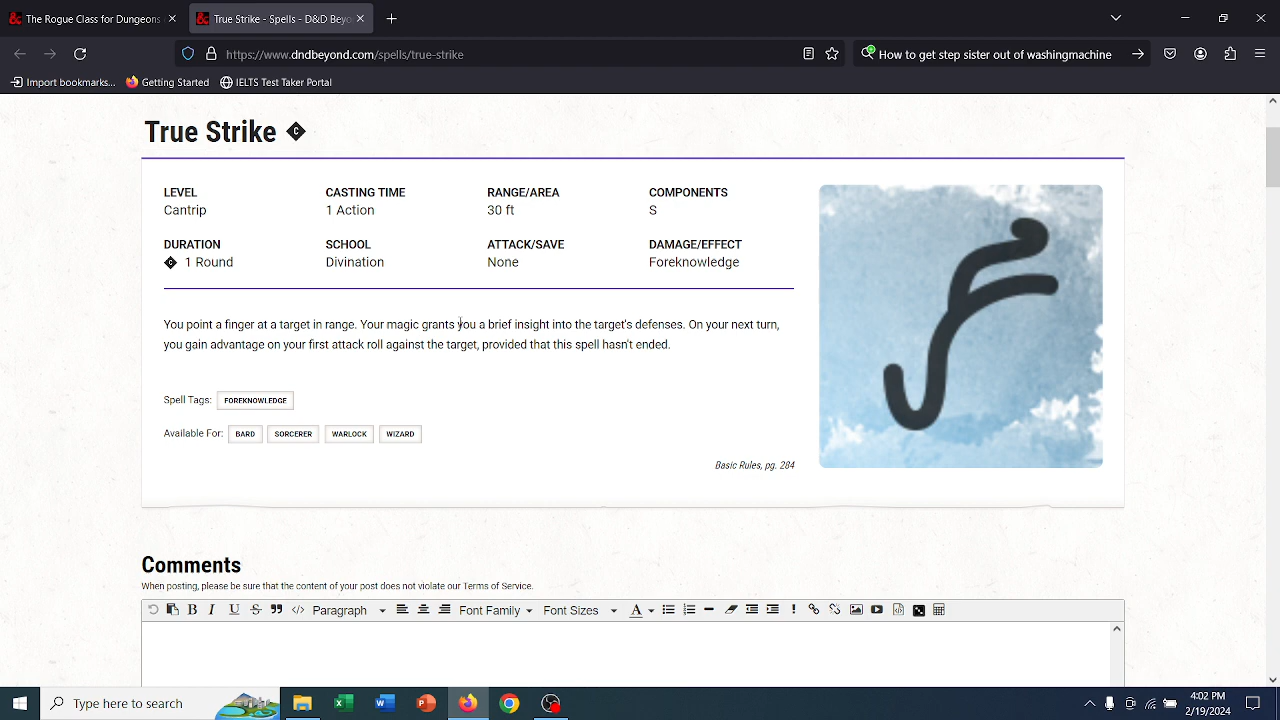 The Rogue Class for Dungeons
True Strike - Spells - D&D Beyo
https://www.dndbeyond.com/spells/true-strike
How to get step sister out of washingmachine
Import bookmarks...
Getting Started
IELTS Test Taker Portal
True Strike
LEVEL CASTING TIME RANGE/AREA COMPONENTS
Cantrip 1 Action 30 ft S
DURATION SCHOOL ATTACK/SAVE DAMAGE/EFFECT
1 Round Divination None Foreknowledge
You point a finger at a target in range. Your magic grants you a brief insight into the target's defenses. On your next turn,
you gain advantage on your first attack roll against the target, provided that this spell hasn't ended.
Spell Tags: FOREKNOWLEDGE
Available For: BARD SORCERER WARLOCK WIZARD
Basic Rules, pg. 284
Comments
When posting, please be sure that the content of your post does not violate our Terms of Service.
B I U S Paragraph Font Family Font Sizes A
Type here to search
4:02 PM
2/19/2024